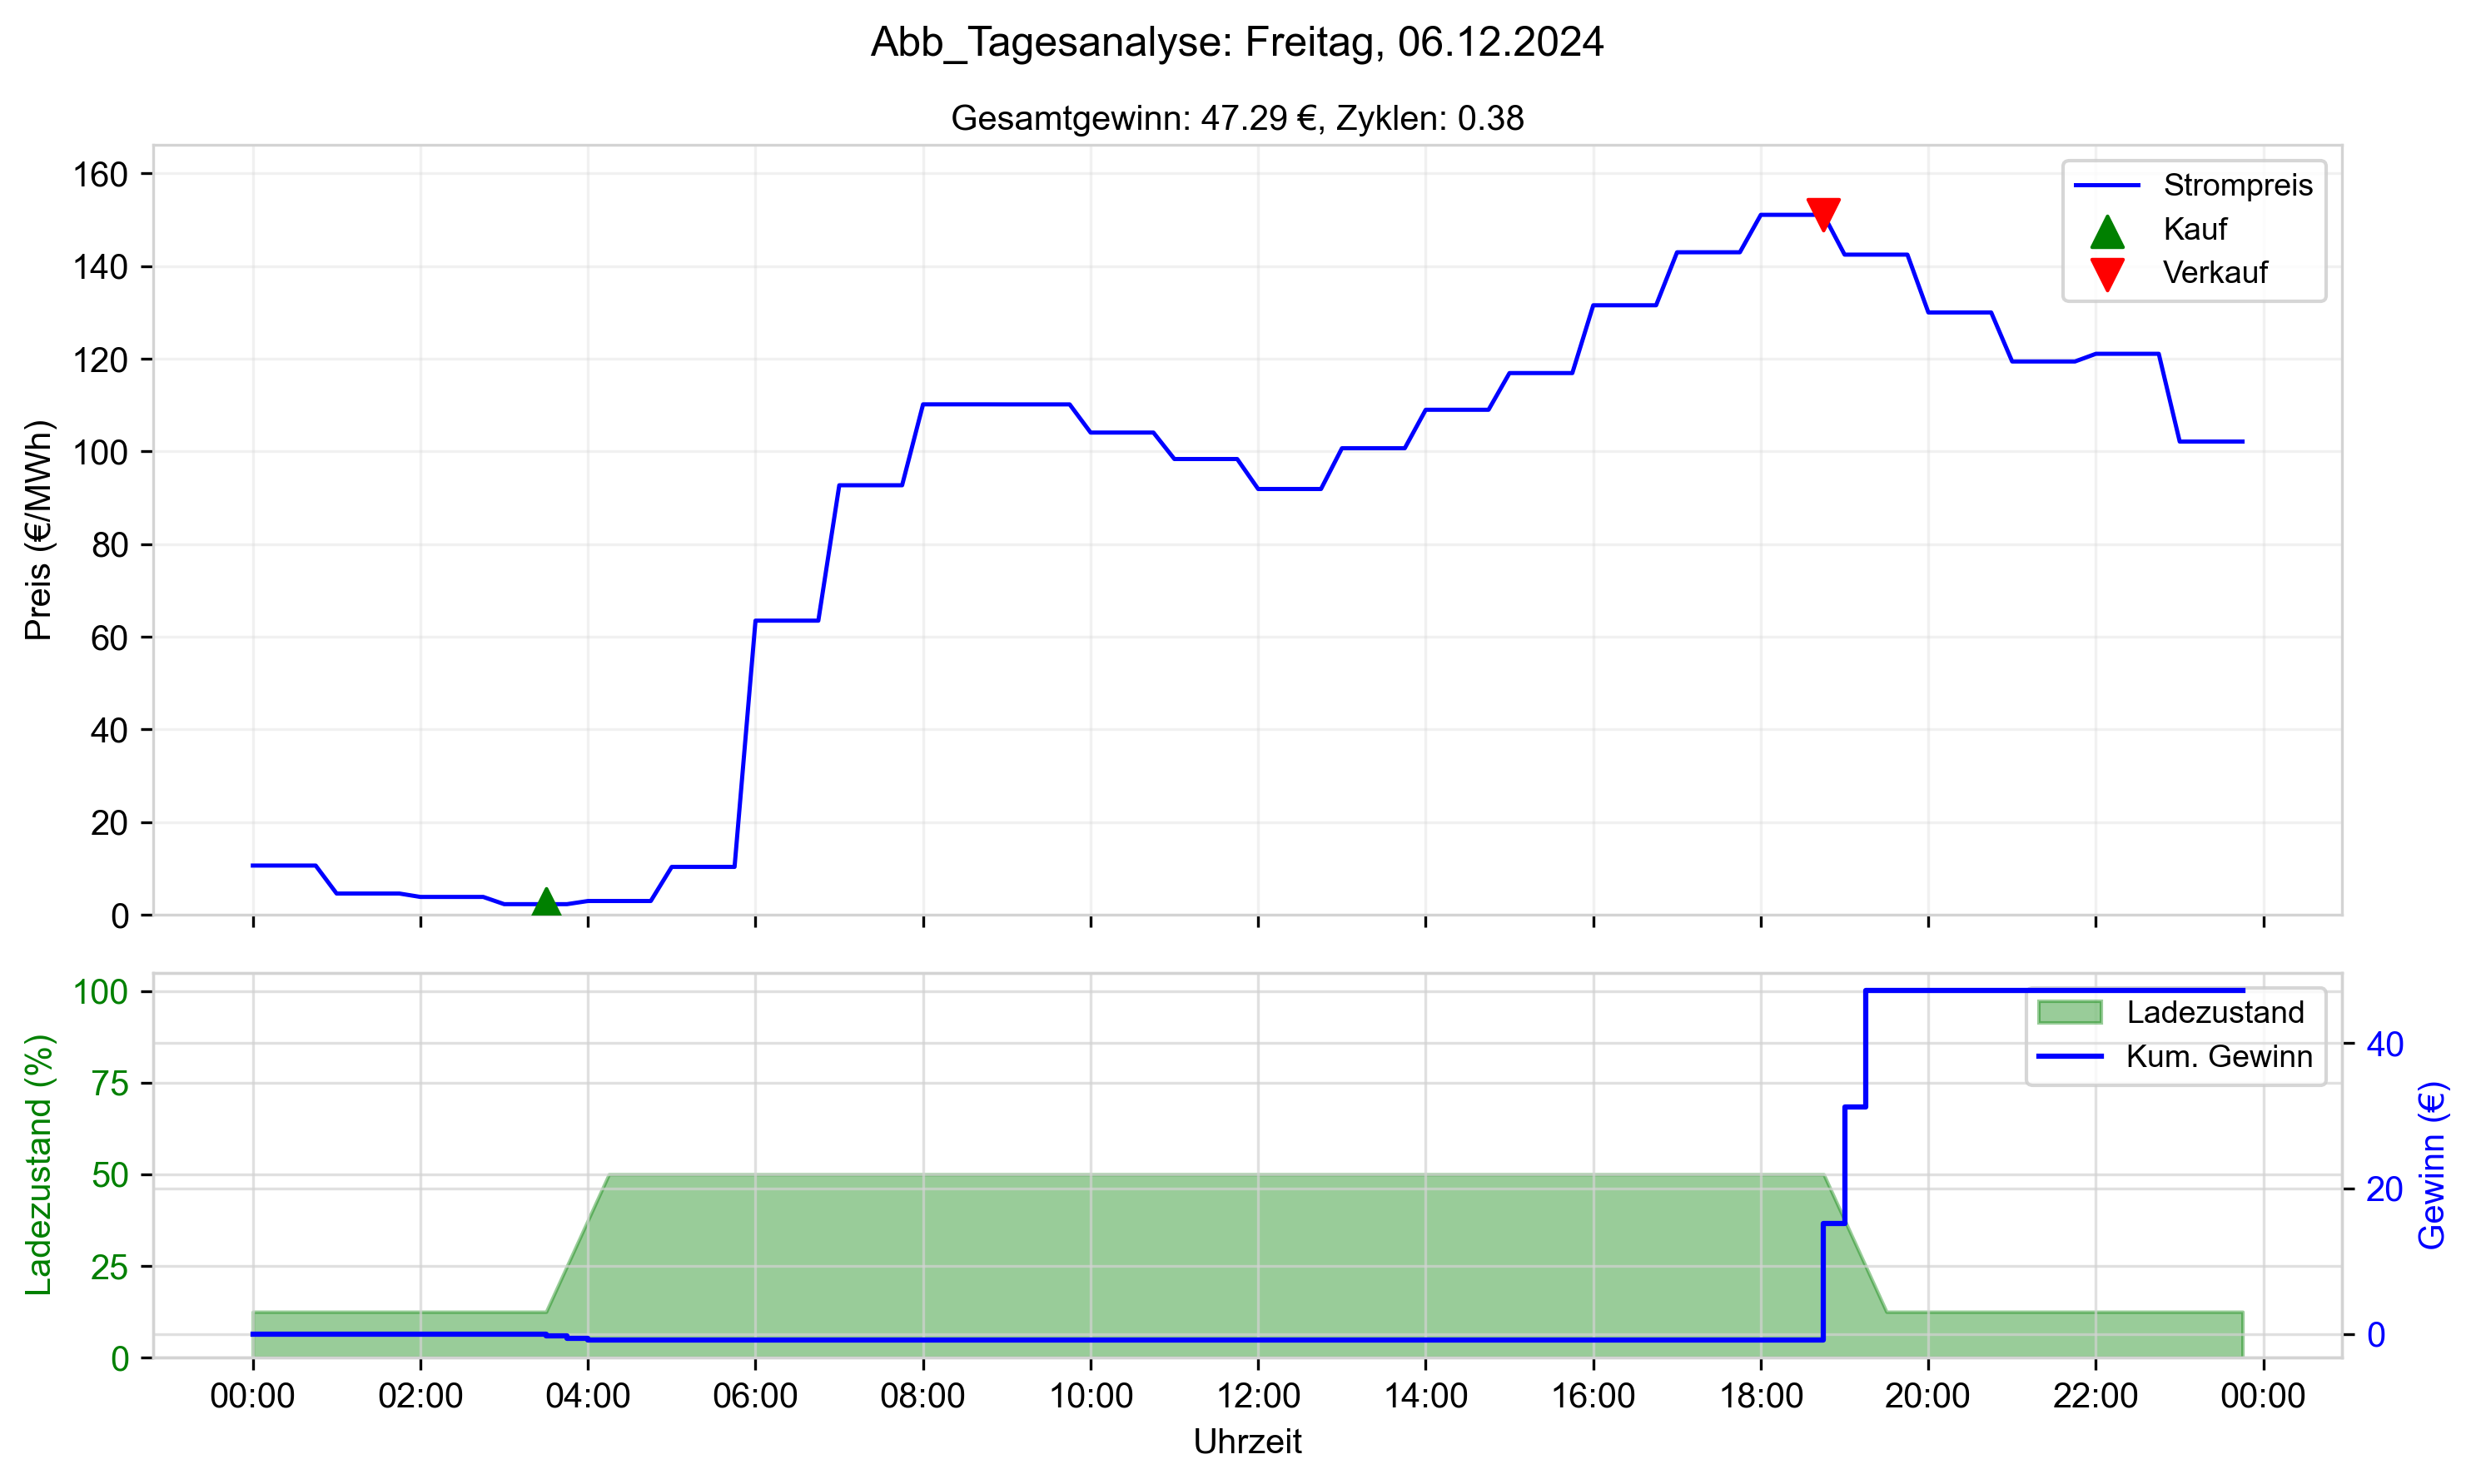 Abb_Tagesanalyse: Freitag, 06.12.2024
Gesamtgewinn: 47.29 €, Zyklen: 0.38
Preis (€/MWh)
160
140
120
100
80
60
40
20
0
Strompreis
Kauf
Verkauf
Ladezustand (%)
100
75
50
25
0
Ladezustand
Kum. Gewinn
40
20
0
Gewinn (€)
00:00 02:00 04:00 06:00 08:00 10:00 12:00 14:00 16:00 18:00 20:00 22:00 00:00
Uhrzeit